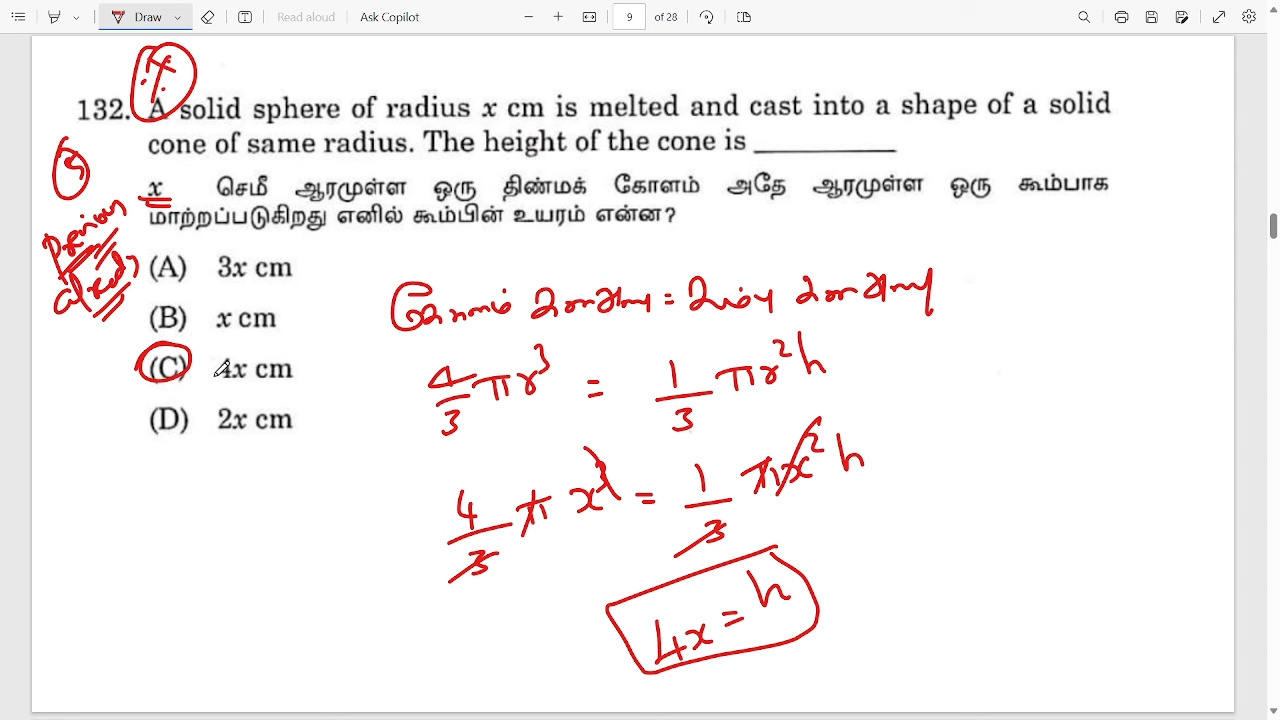 Draw
Read aloud
Ask Copilot
9 of 28
132. A solid sphere of radius x cm is melted and cast into a shape of a solid
cone of same radius. The height of the cone is __________
x செமீ ஆரமுள்ள ஒரு திண்மக் கோளம் அதே ஆரமுள்ள ஒரு கூம்பாக
மாற்றப்படுகிறது எனில் கூம்பின் உயரம் என்ன?
(A) 3x cm
(B) x cm
(C) 4x cm
(D) 2x cm
4/3 πr³ = 1/3 πr²h
4/3 π x³ = 1/3 πx² h
4x = h